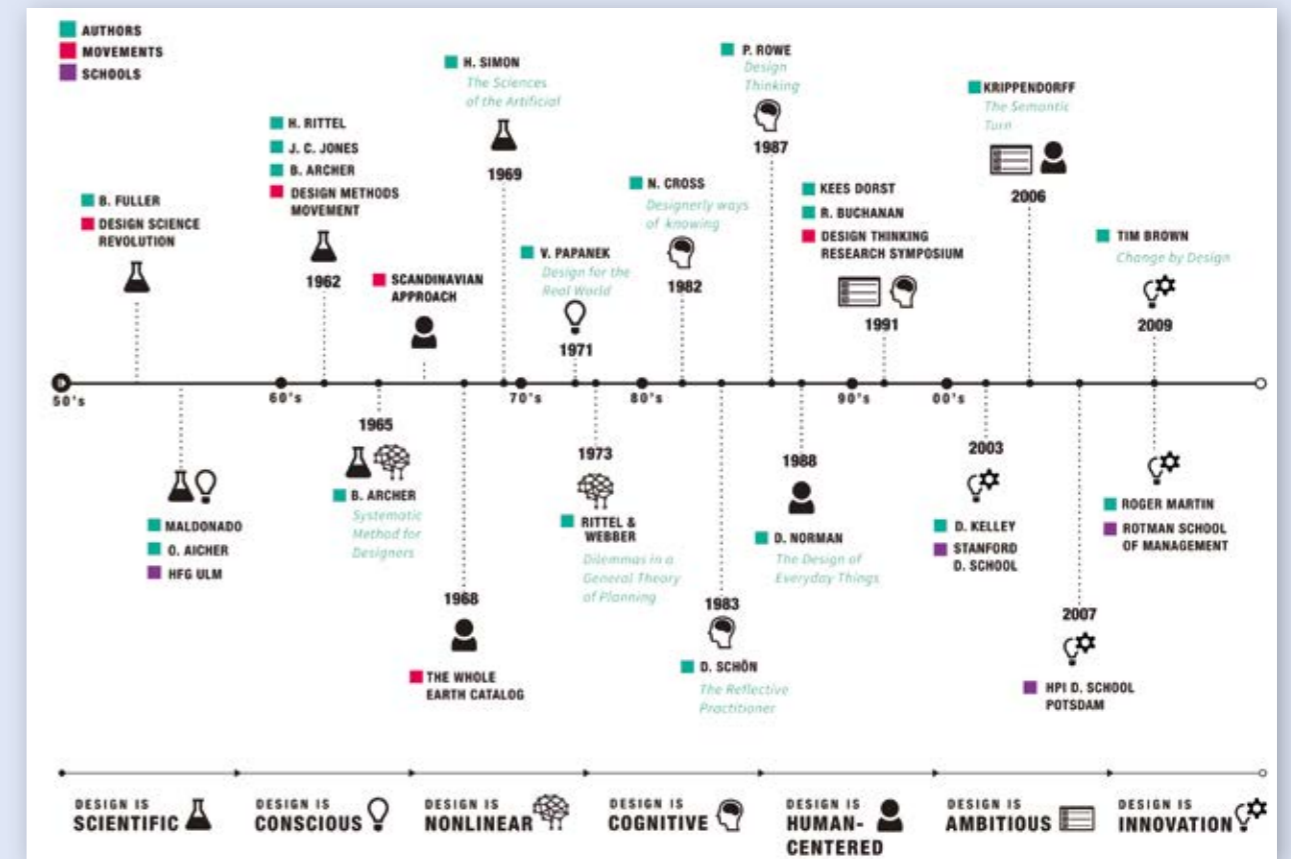 AUTHORS
MOVEMENTS
SCHOOLS
B. FULLER
DESIGN SCIENCE
REVOLUTION
H. RITTEL
J. C. JONES
B. ARCHER
DESIGN METHODS
MOVEMENT
1962
SCANDINAVIAN
APPROACH
H. SIMON
The Sciences
of the Artificial
1969
V. PAPANEK
Design for the
Real World
1971
N. CROSS
Designerly ways
of knowing
1982
P. ROWE
Design
Thinking
1987
KEES DORST
R. BUCHANAN
DESIGN THINKING
RESEARCH SYMPOSIUM
1991
KRIPPENDORFF
The Semantic
Turn
2006
TIM BROWN
Change by Design
2009
50's
60's
70's
80's
90's
00's
MALDONADO
O. AICHER
HFG ULM
1965
B. ARCHER
Systematic
Method for
Designers
1968
THE WHOLE
EARTH CATALOG
1973
RITTEL &
WEBBER
Dilemmas in a
General Theory
of Planning
1983
D. SCHÖN
The Reflective
Practitioner
1988
D. NORMAN
The Design of
Everyday Things
2003
D. KELLEY
STANFORD
D. SCHOOL
2007
HPI D. SCHOOL
POTSDAM
ROGER MARTIN
ROTMAN SCHOOL
OF MANAGEMENT
DESIGN IS
SCIENTIFIC
DESIGN IS
CONSCIOUS
DESIGN IS
NONLINEAR
DESIGN IS
COGNITIVE
DESIGN IS
HUMAN-
CENTERED
DESIGN IS
AMBITIOUS
DESIGN IS
INNOVATION